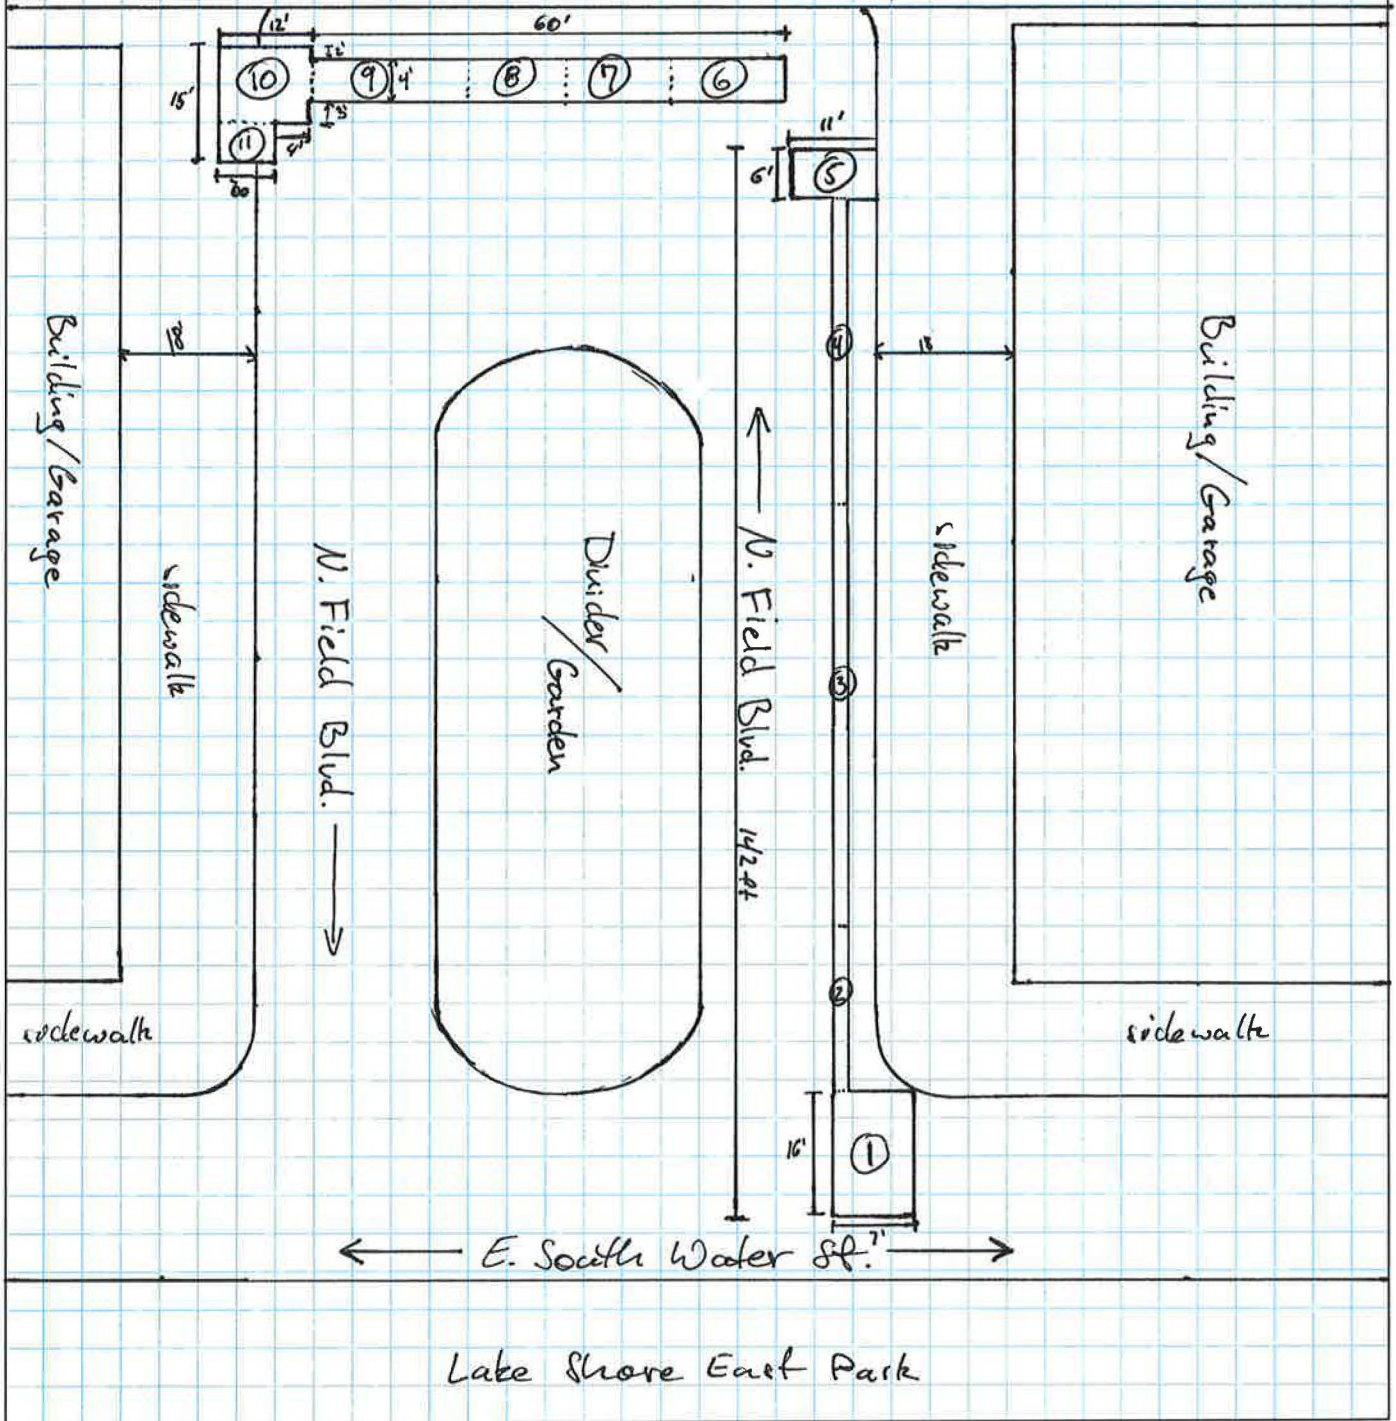 12'
60'
2'
10
9
4'
8
7
6
15'
3'
11
4'
8'
11'
6'
5
4
18'
18'
Building/Garage
Building/Garage
sidewalk
sidewalk
N. Field Blvd.
Divider/
Garden
N. Field Blvd.
142 ft
3
2
sidewalk
sidewalk
16'
1
7'
E. South Water St.
Lake Shore East Park